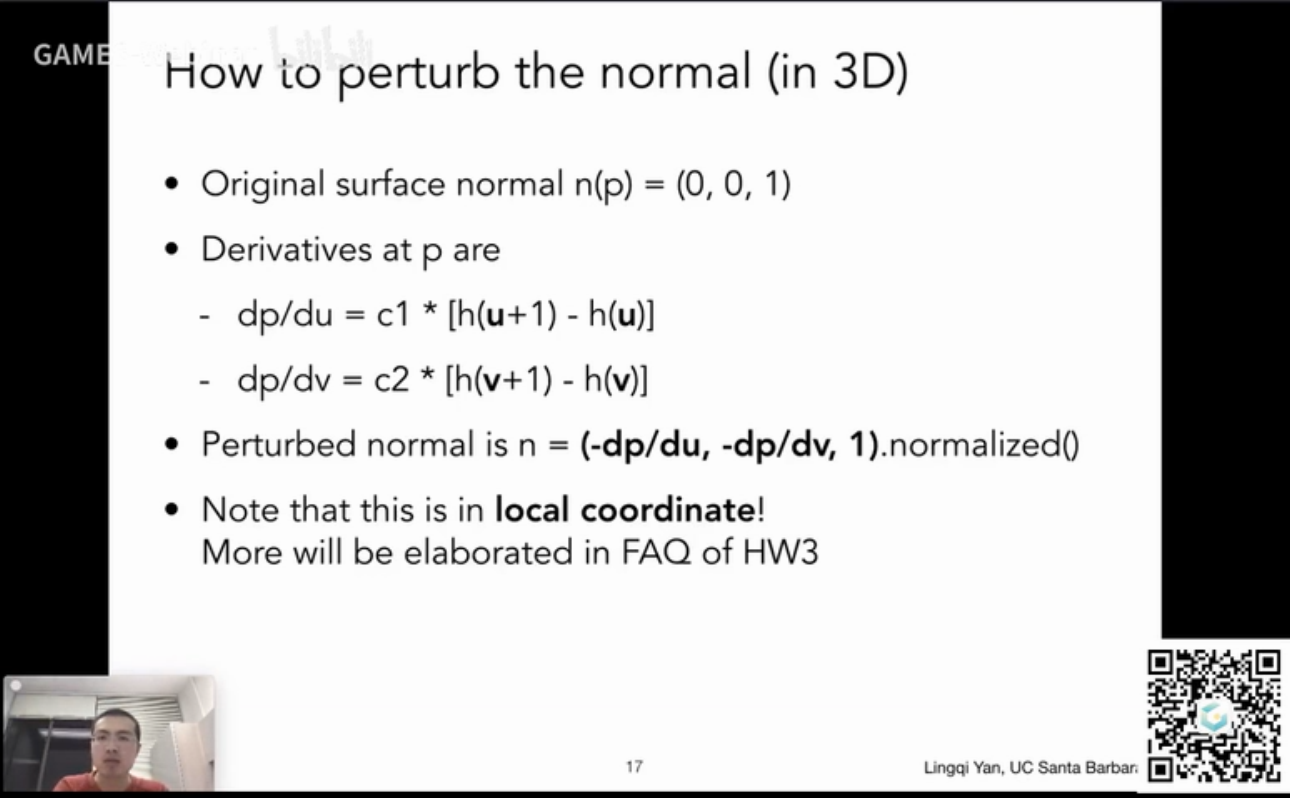 How to perturb the normal (in 3D)
• Original surface normal n(p) = (0, 0, 1)
• Derivatives at p are
- dp/du = c1 * [h(u+1) - h(u)]
- dp/dv = c2 * [h(v+1) - h(v)]
• Perturbed normal is n = (-dp/du, -dp/dv, 1).normalized()
• Note that this is in local coordinate!
More will be elaborated in FAQ of HW3
17
Lingqi Yan, UC Santa Barbar